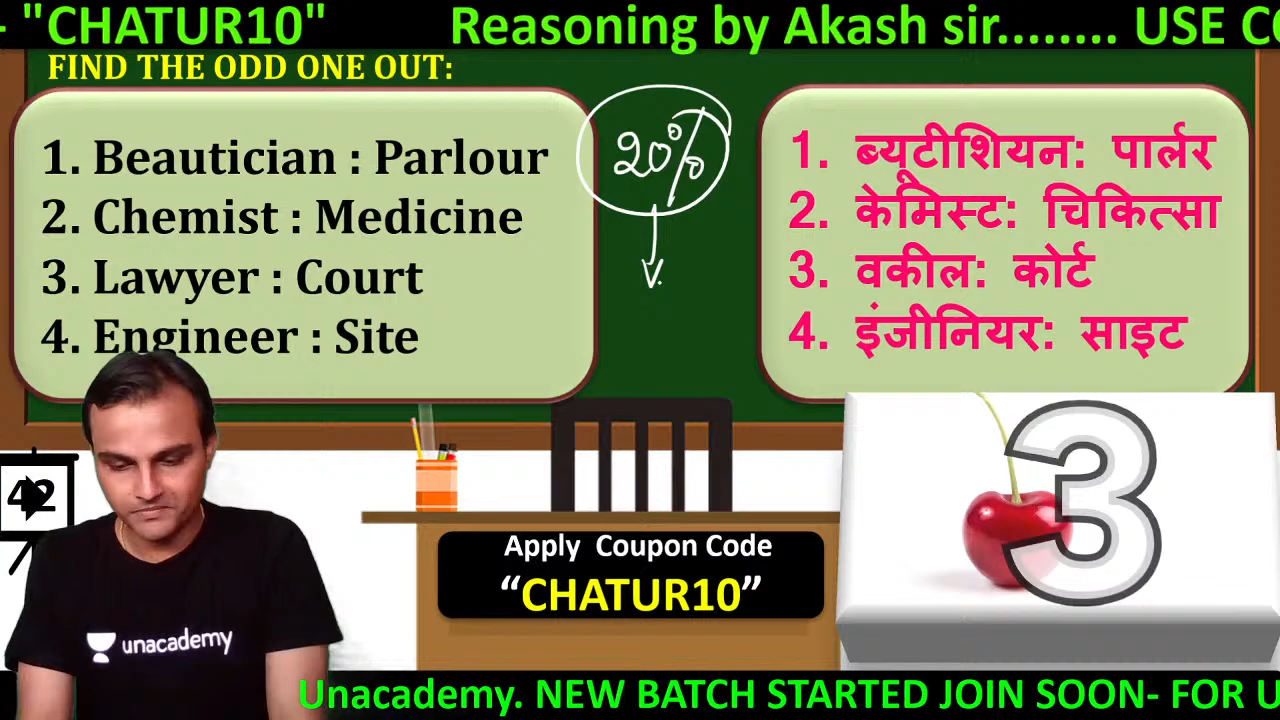 - "CHATUR10" Reasoning by Akash sir........ USE CO
FIND THE ODD ONE OUT:
1. Beautician : Parlour
2. Chemist : Medicine
3. Lawyer : Court
4. Engineer : Site
20%
1. ब्यूटीशियन: पार्लर
2. केमिस्ट: चिकित्सा
3. वकील: कोर्ट
4. इंजीनियर: साइट
42
3
Apply Coupon Code
“CHATUR10”
unacademy
Unacademy. NEW BATCH STARTED JOIN SOON- FOR U